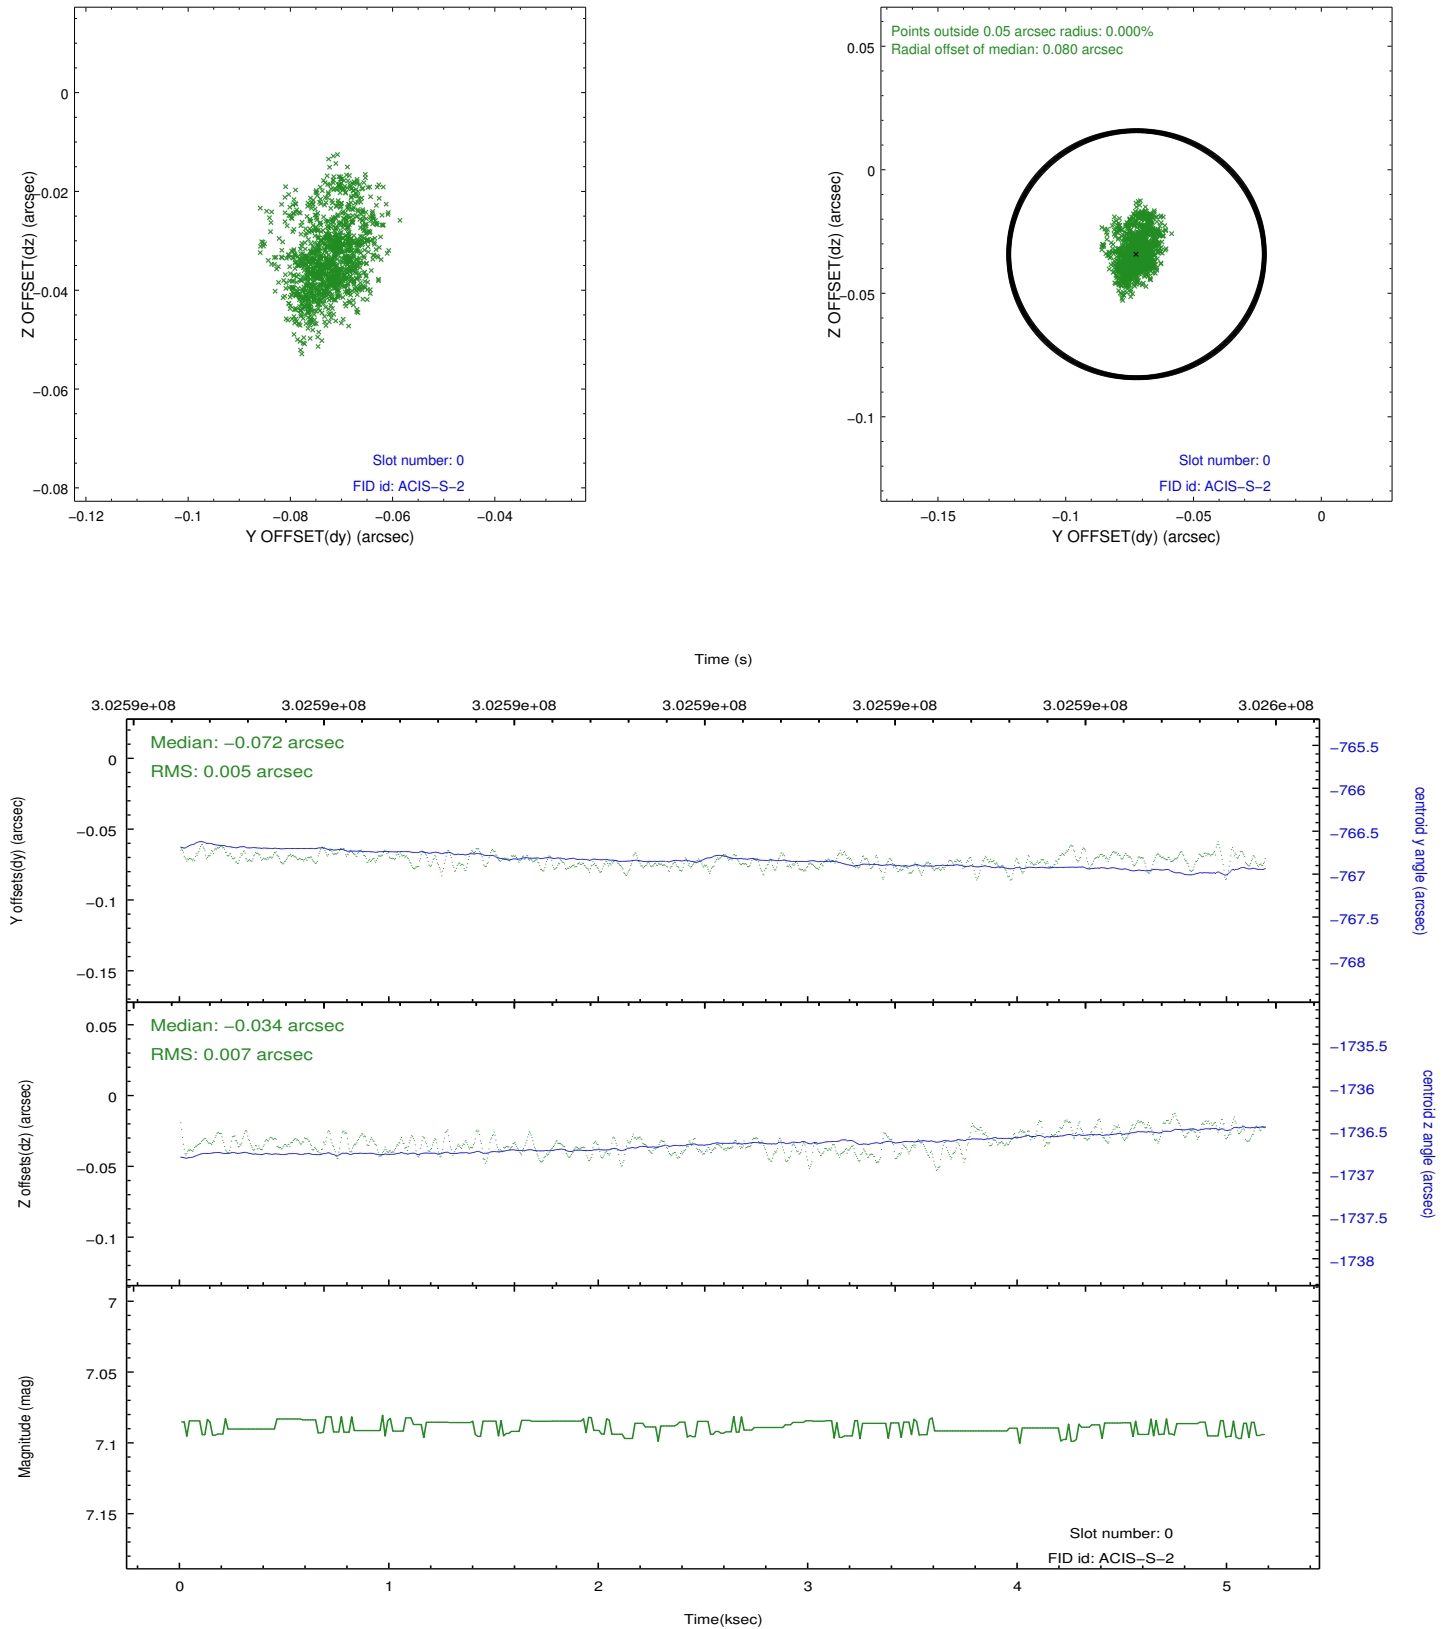 0
−0.02
−0.04
−0.06
−0.08
Z OFFSET(dz) (arcsec)
Slot number: 0
FID id: ACIS−S−2
−0.12
−0.1
−0.08
−0.06
−0.04
Y OFFSET(dy) (arcsec)
Points outside 0.05 arcsec radius: 0.000%
Radial offset of median: 0.080 arcsec
0.05
0
−0.05
−0.1
Z OFFSET(dz) (arcsec)
Slot number: 0
FID id: ACIS−S−2
−0.15
−0.1
−0.05
0
Y OFFSET(dy) (arcsec)
Time (s)
3.0259e+08
3.0259e+08
3.0259e+08
3.0259e+08
3.0259e+08
3.0259e+08
3.026e+08
Median: −0.072 arcsec
RMS: 0.005 arcsec
0
−0.05
−0.1
−0.15
Y offsets(dy) (arcsec)
−765.5
−766
−766.5
−767
−767.5
−768
centroid y angle (arcsec)
Median: −0.034 arcsec
RMS: 0.007 arcsec
0.05
0
−0.05
−0.1
Z offsets(dz) (arcsec)
−1735.5
−1736
−1736.5
−1737
−1737.5
−1738
centroid z angle (arcsec)
7
7.05
7.1
7.15
Magnitude (mag)
Slot number: 0
FID id: ACIS−S−2
0
1
2
3
4
5
Time(ksec)